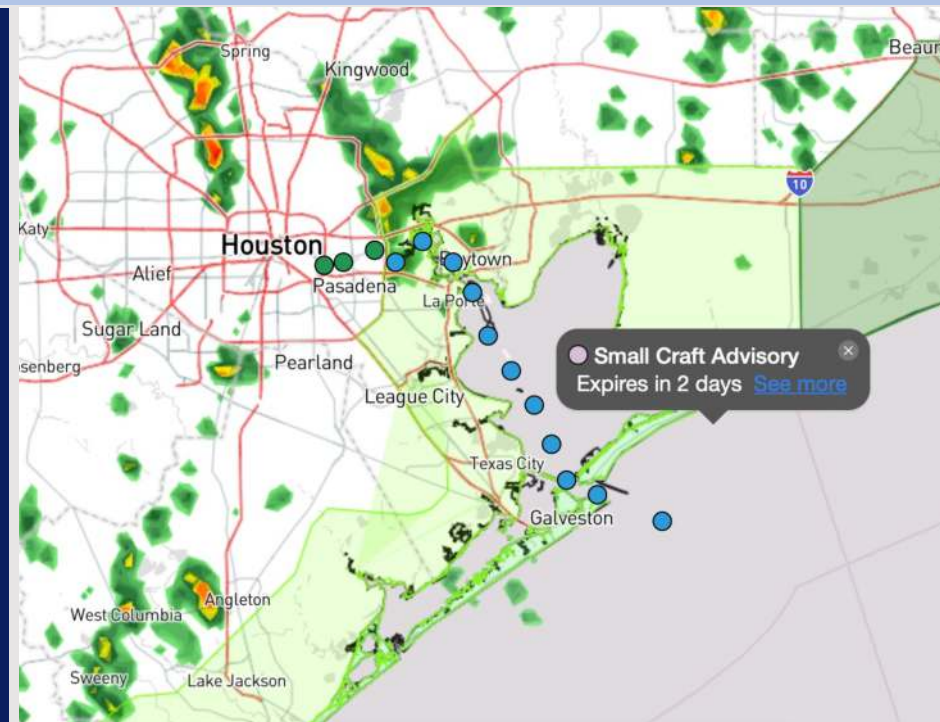 Spring
Kingwood
Beaur
10
Katy
Houston
Baytown
Alief
Pasadena
La Porte
Sugar Land
senberg
Pearland
Small Craft Advisory
Expires in 2 days See more
League City
Texas City
Galveston
Angleton
West Columbia
Sweeny
Lake Jackson